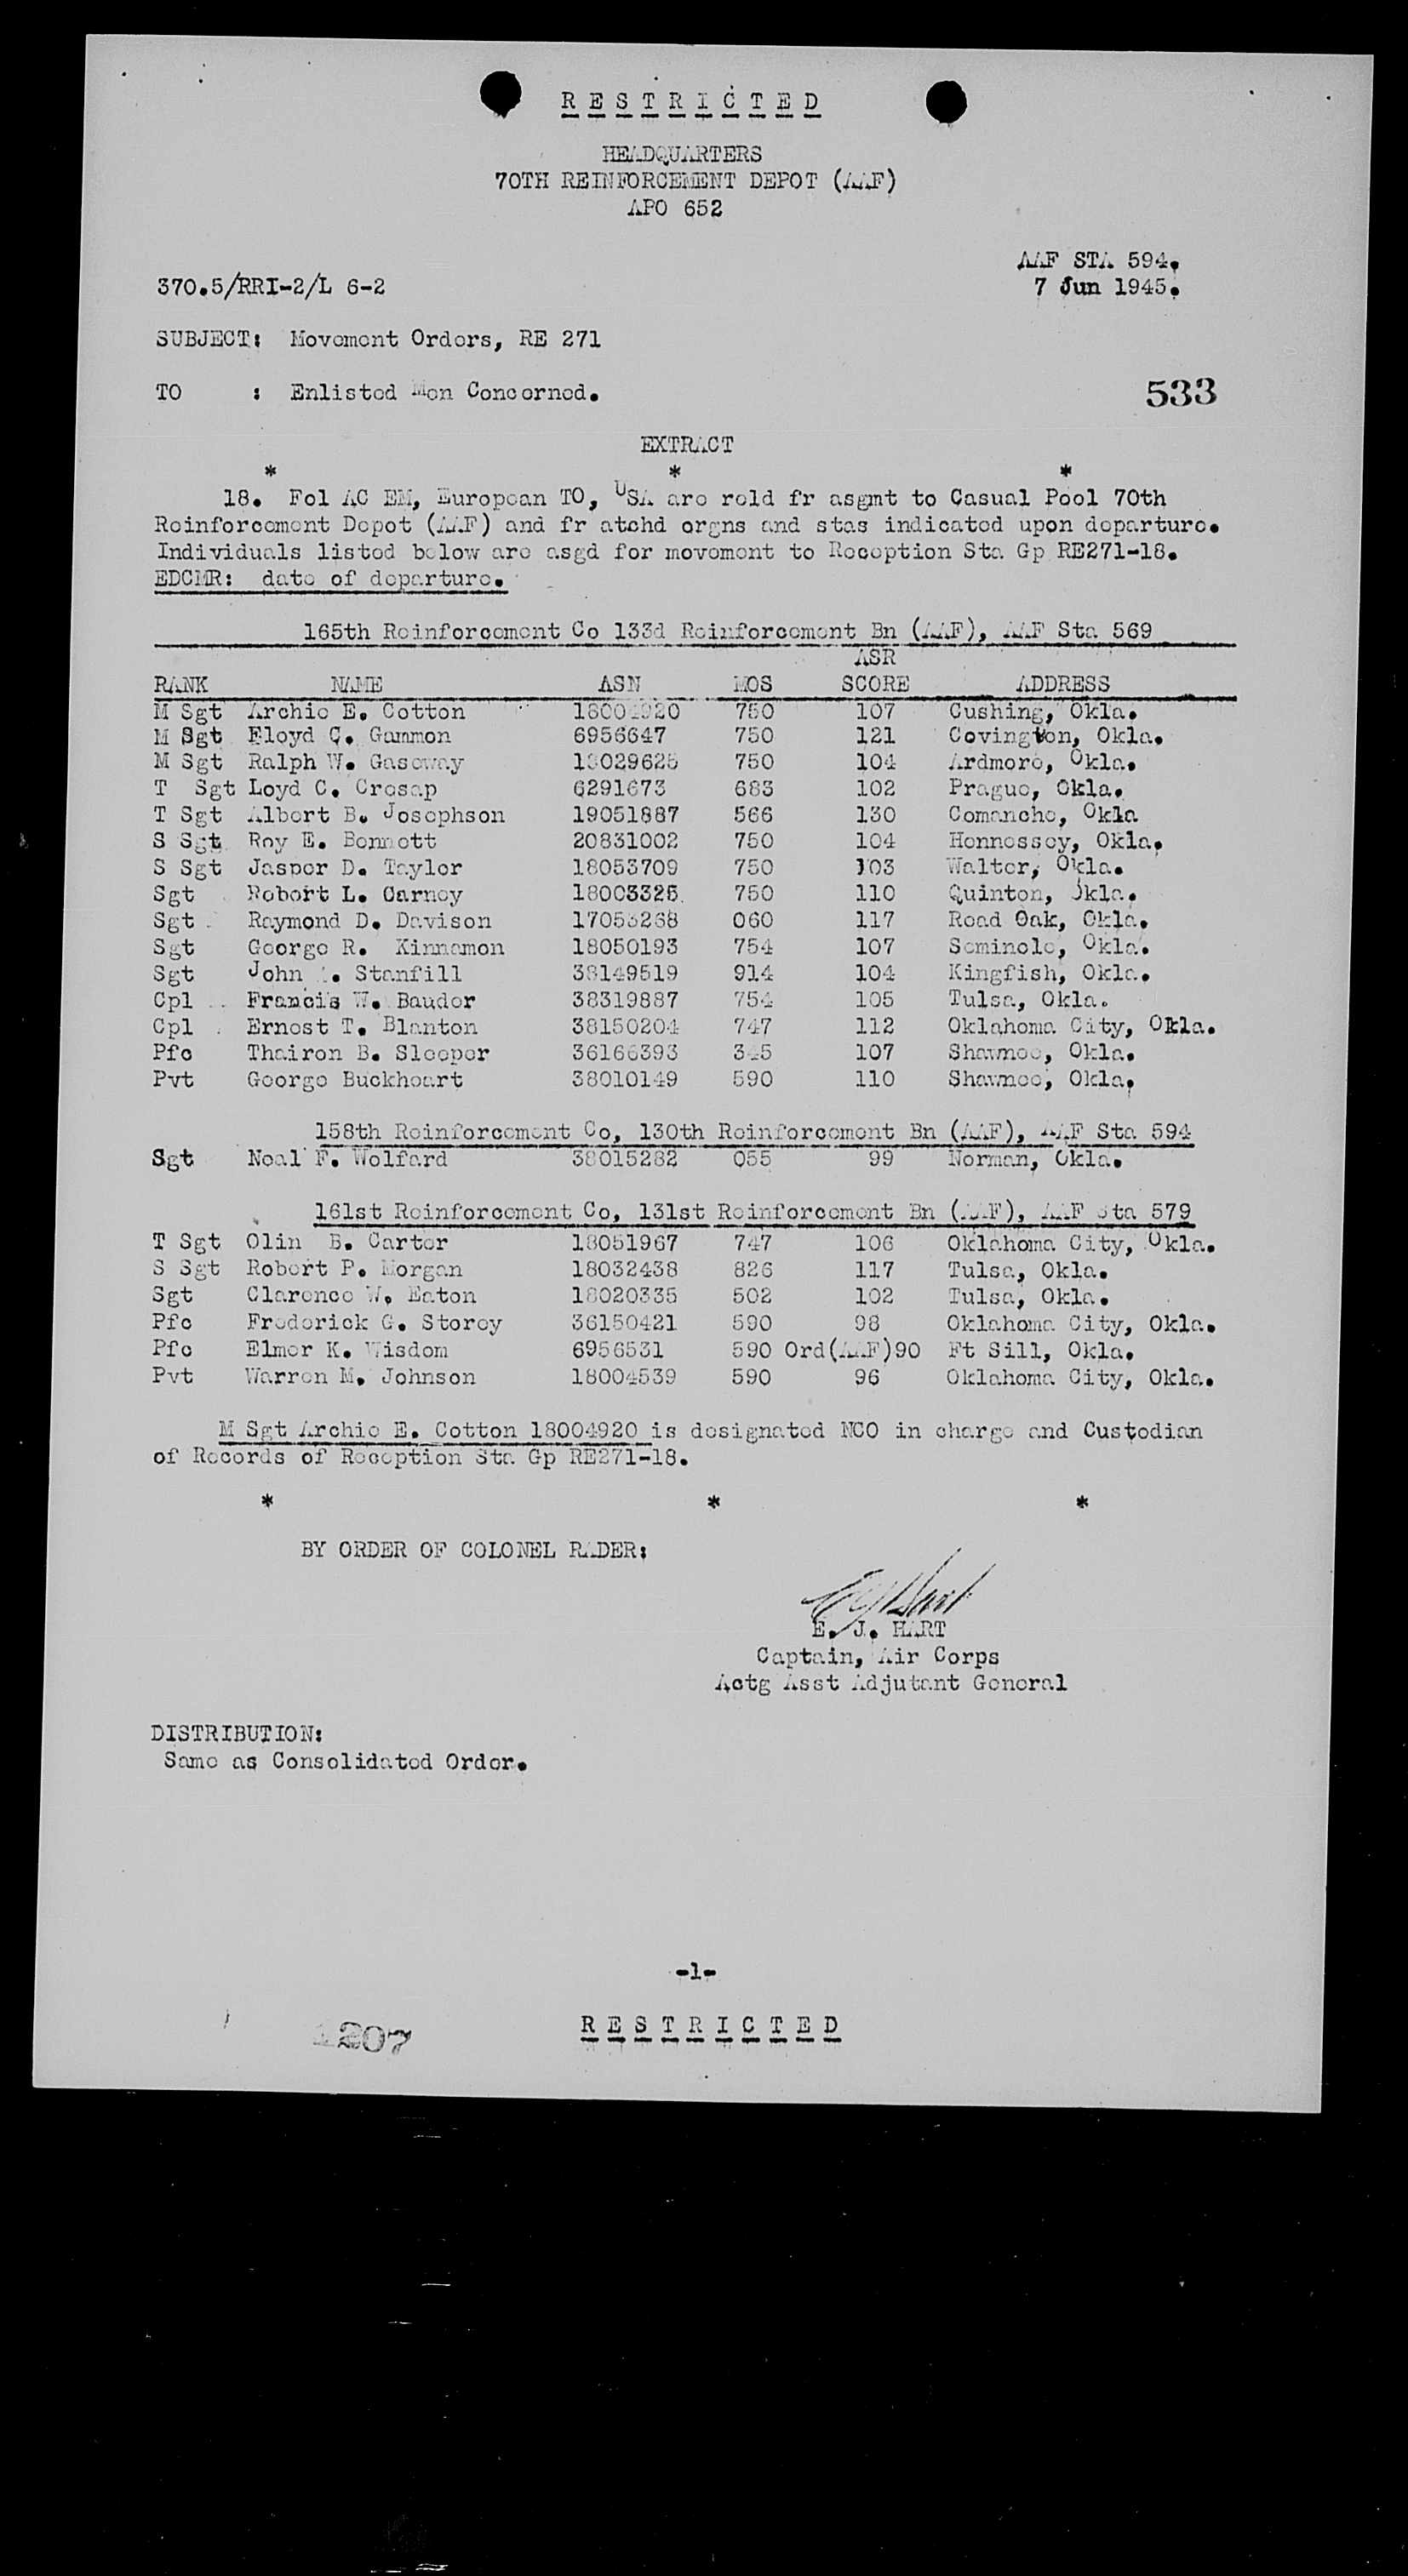 R E S T R I C T E D
HEADQUARTERS
70TH REINFORCEMENT DEPOT (AAF)
APO 652
AAF STA 594.
370.5/RRI-2/L 6-2
7 Jun 1945.
SUBJECT: Movement Orders, RE 271
TO : Enlisted Men Concerned.
533
EXTRACT
* * *
18. Fol AC EM, European TO, USA are reld fr asgmt to Casual Pool 70th
Reinforcement Depot (AAF) and fr atchd orgns and stas indicated upon departure.
Individuals listed below are asgd for movement to Reception Sta Gp RE271-18.
EDCMR: date of departure.
165th Reinforcement Co 133d Reinforcement Bn (AAF), AAF Sta 569
ASR
RANK NAME ASN MOS SCORE ADDRESS
M Sgt Archie E. Cotton 18004920 750 107 Cushing, Okla.
M Sgt Floyd C. Gammon 6956647 750 121 Covington, Okla.
M Sgt Ralph W. Gaseway 750 104 Ardmore, Okla.
T Sgt Loyd C. Cresap 6291673 683 102 Prague, Okla.
T Sgt Albert B. Josephson 19051887 566 130 Comanche, Okla
S Sgt Roy E. Bennett 20831002 750 104 Hennessey, Okla.
S Sgt Jasper D. Taylor 18053709 750 103 Walter, Okla.
Sgt Robert L. Carney 750 110 Quinton, Okla.
Sgt Raymond D. Davison 060 117 Read Oak, Okla.
Sgt George R. Kinnamon 18050193 754 107 Seminole, Okla.
Sgt John Stanfill 38149519 914 104 Kingfish, Okla.
Cpl Francis W. Bauder 38319887 754 105 Tulsa, Okla.
Cpl Ernest T. Blanton 38150204 747 112 Oklahoma City, Okla.
Pfc Thairon B. Sleeper 36166393 345 107 Shawnee, Okla.
Pvt George Buckheart 38010149 590 110 Shawnee, Okla.
158th Reinforcement Co, 130th Reinforcement Bn (AAF), AAF Sta 594
Sgt Neal F. Wolfard 38015282 055 99 Norman, Okla.
161st Reinforcement Co, 131st Reinforcement Bn (AAF), AAF Sta 579
T Sgt Olin B. Carter 18051967 747 106 Oklahoma City, Okla.
S Sgt Robert P. Morgan 18032438 826 117 Tulsa, Okla.
Sgt Clarence W. Eaton 18020335 502 102 Tulsa, Okla.
Pfc Frederick G. Storey 36150421 590 98 Oklahoma City, Okla.
Pfc Elmer K. Wisdom 6956531 590 Ord(AAF)90 Ft Sill, Okla.
Pvt Warren M. Johnson 18004539 590 96 Oklahoma City, Okla.
M Sgt Archie E. Cotton 18004920 is designated NCO in charge and Custodian
of Records of Reception Sta Gp RE271-18.
* * *
BY ORDER OF COLONEL RADER:
E. J. HART
Captain, Air Corps
Actg Asst Adjutant General
DISTRIBUTION:
Same as Consolidated Order.
-1-
1207
R E S T R I C T E D